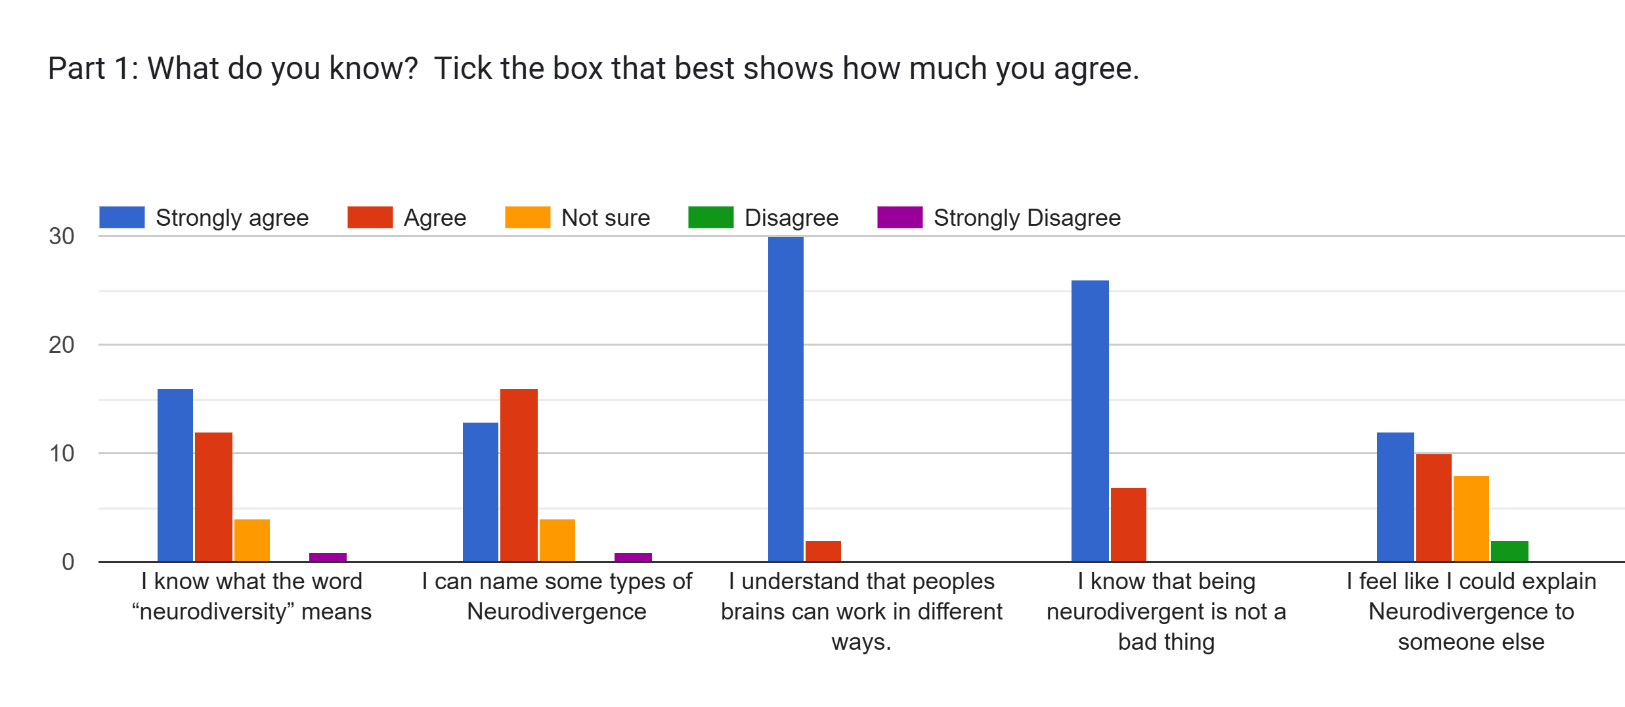 Part 1: What do you know?  Tick the box that best shows how much you agree.
Strongly agree Agree Not sure Disagree Strongly Disagree
30
20
10
0
I know what the word
“neurodiversity” means
I can name some types of
Neurodivergence
I understand that peoples
brains can work in different
ways.
I know that being
neurodivergent is not a
bad thing
I feel like I could explain
Neurodivergence to
someone else